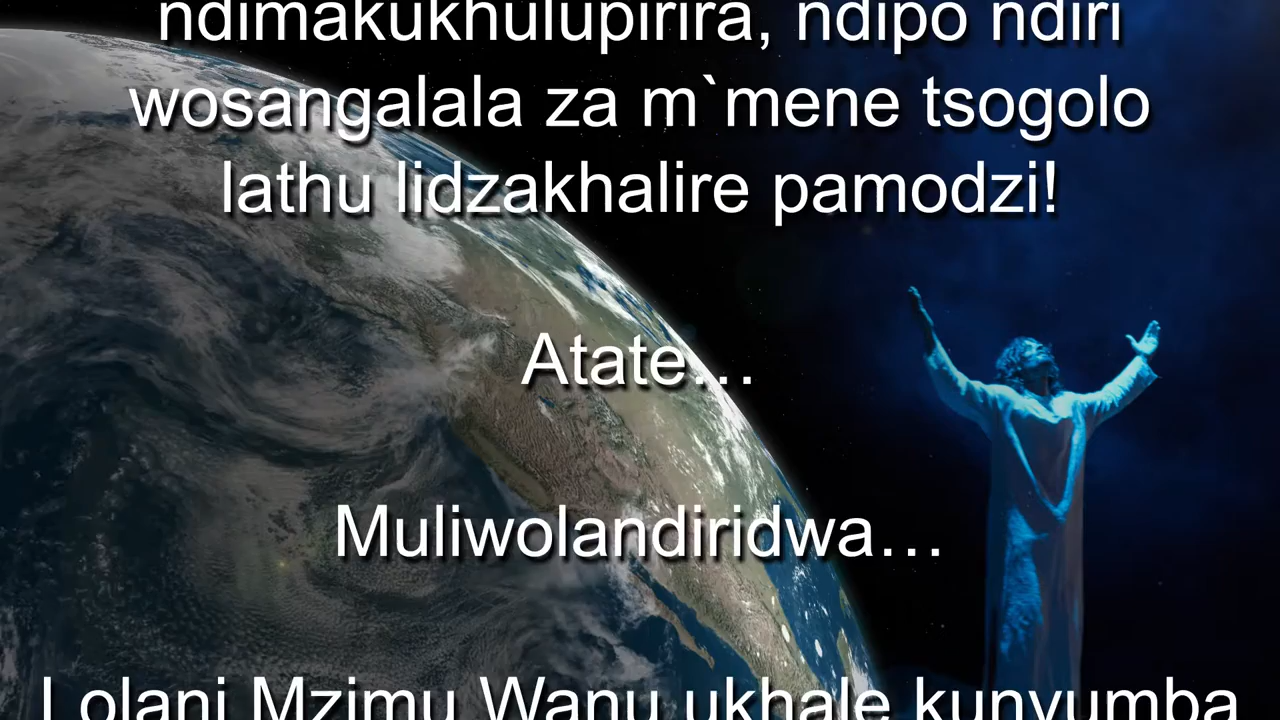 ndimakukhulupirira, ndipo ndiri
wosangalala za m`mene tsogolo
lathu lidzakhalire pamodzi!
Atate…
Muliwolandiridwa…
Lolani Mzimu Wanu ukhale kunyumba